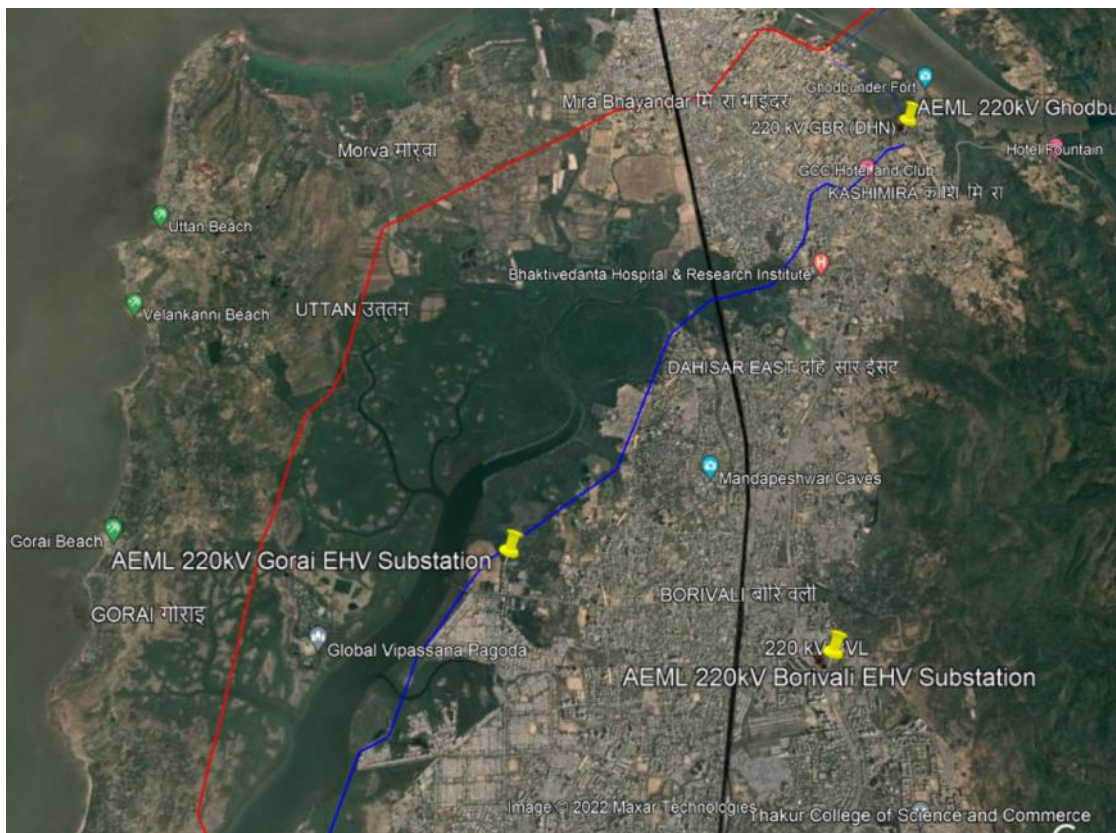 Ghodbunder Fort
Mira Bhayandar मिरा भाइंदर
AEML 220kV Ghodbu
220 kV GBR (DHN)
Hotel Fountain
Morva मोरवा
GCC Hotel and Club
KASHIMIRA काशिमिरा
Uttan Beach
Bhaktivedanta Hospital & Research Institute
H
Velankanni Beach
UTTAN उत्तन
DAHISAR EAST दहिसार ईसट
Mandapeshwar Caves
Gorai Beach
AEML 220kV Gorai EHV Substation
BORIVALI बोरिवली
GORAI गोराइ
Global Vipassana Pagoda
220 kV BVL
AEML 220kV Borivali EHV Substation
Image © 2022 Maxar Technologies
Thakur College of Science and Commerce